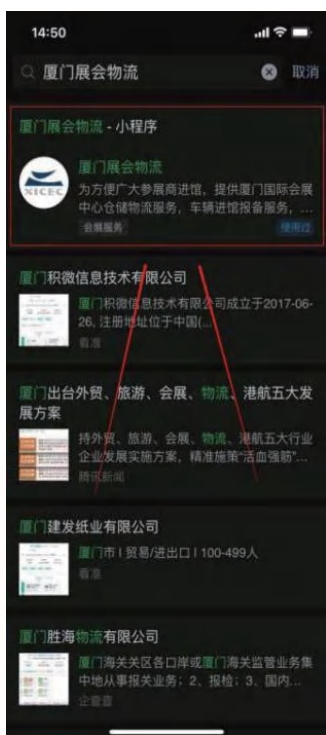 14:50
厦门展会物流
取消
厦门展会物流 - 小程序
XICEC
厦门展会物流
为方便广大参展商进馆，提供厦门国际会展
中心仓储物流服务，车辆进馆报备服务，...
会展服务
使用过
厦门积微信息技术有限公司
厦门积微信息技术有限公司成立于2017-06-
26, 注册地址位于中国(...
看准
厦门出台外贸、旅游、会展、物流、港航五大发
展方案
持外贸、旅游、会展、物流、港航五大行业
企业发展实施方案，精准施策“活血强筋”...
腾讯新闻
厦门建发纸业有限公司
厦门市 | 贸易/进出口 | 100-499人
看准
厦门胜海物流有限公司
厦门海关关区各口岸或厦门海关监管业务集
中地从事报关业务；2、报检；3、国内...
企查查